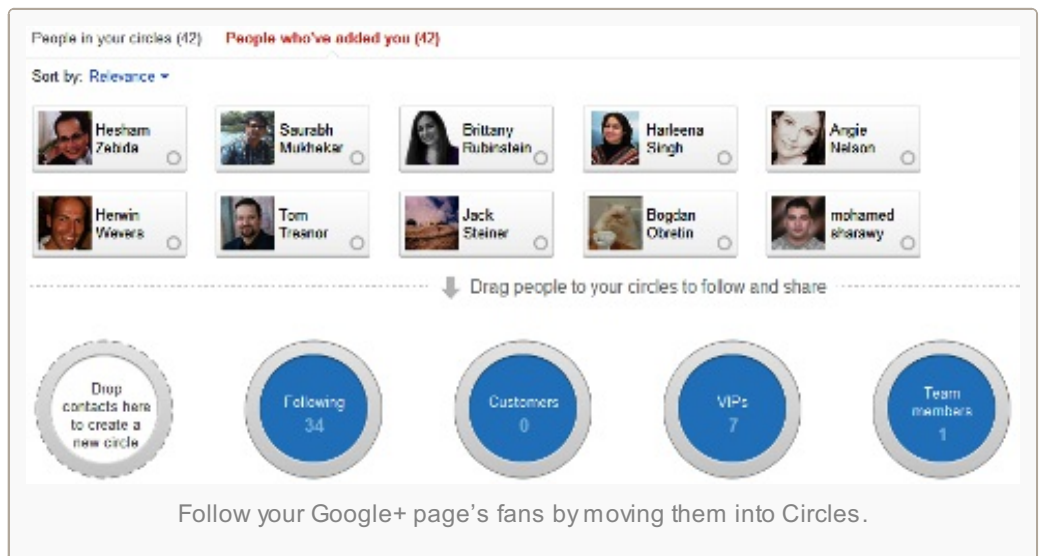 People in your circles (42) People who've added you (42)
Sort by: Relevance
Hesham Saurabh Brittany Harleena Angie
Zebida Mukhekar Rubinstein Singh Nelson
Herwin Tom Jack Bogdan mohamed
Wevers Treanor Steiner Obretin sharawy
Drag people to your circles to follow and share
Drop
contacts here
to create a
new circle
Following
34
Customers
0
VIPs
7
Team
members
1
Follow your Google+ page's fans by moving them into Circles.